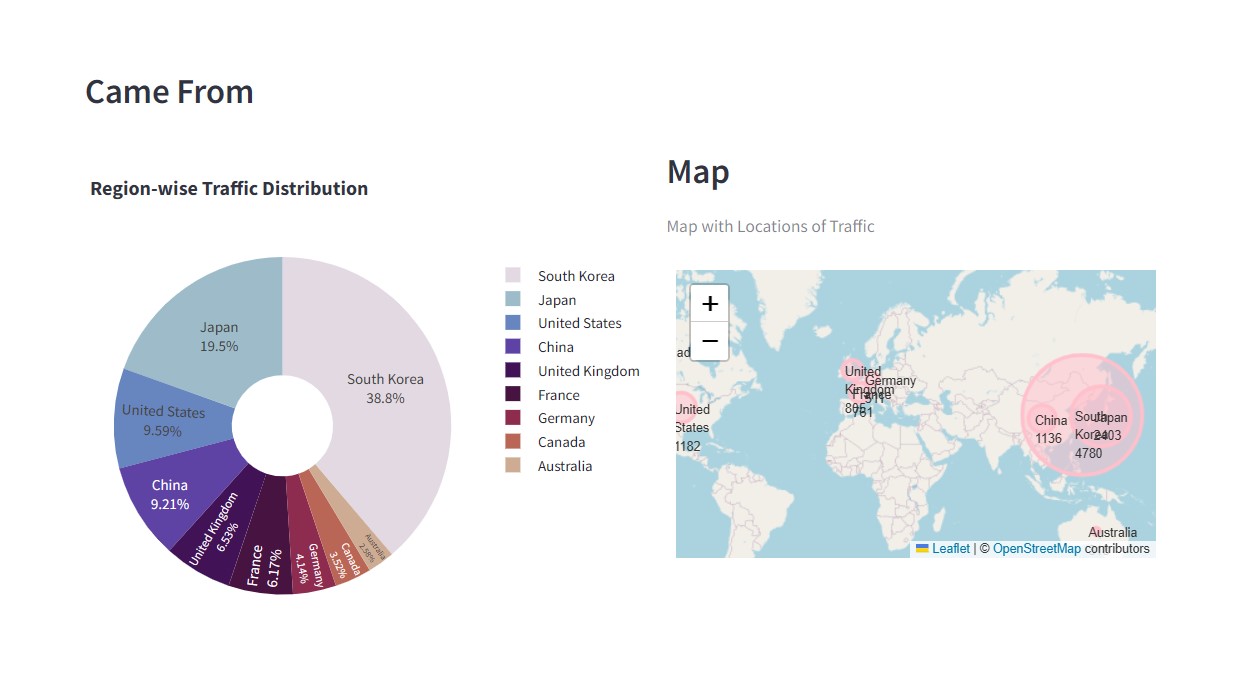 Came From
Region-wise Traffic Distribution
South Korea
38.8%
Japan
19.5%
United States
9.59%
China
9.21%
United Kingdom
6.53%
France
6.17%
Germany
4.14%
Canada
3.52%
Australia
2.58%
South Korea
Japan
United States
China
United Kingdom
France
Germany
Canada
Australia
Map
Map with Locations of Traffic
+
−
ad
United
States
1182
United
Kingdom
805
Germany
511
France
761
China
1136
South
Korea
4780
Japan
2403
Australia
Leaflet | © OpenStreetMap contributors